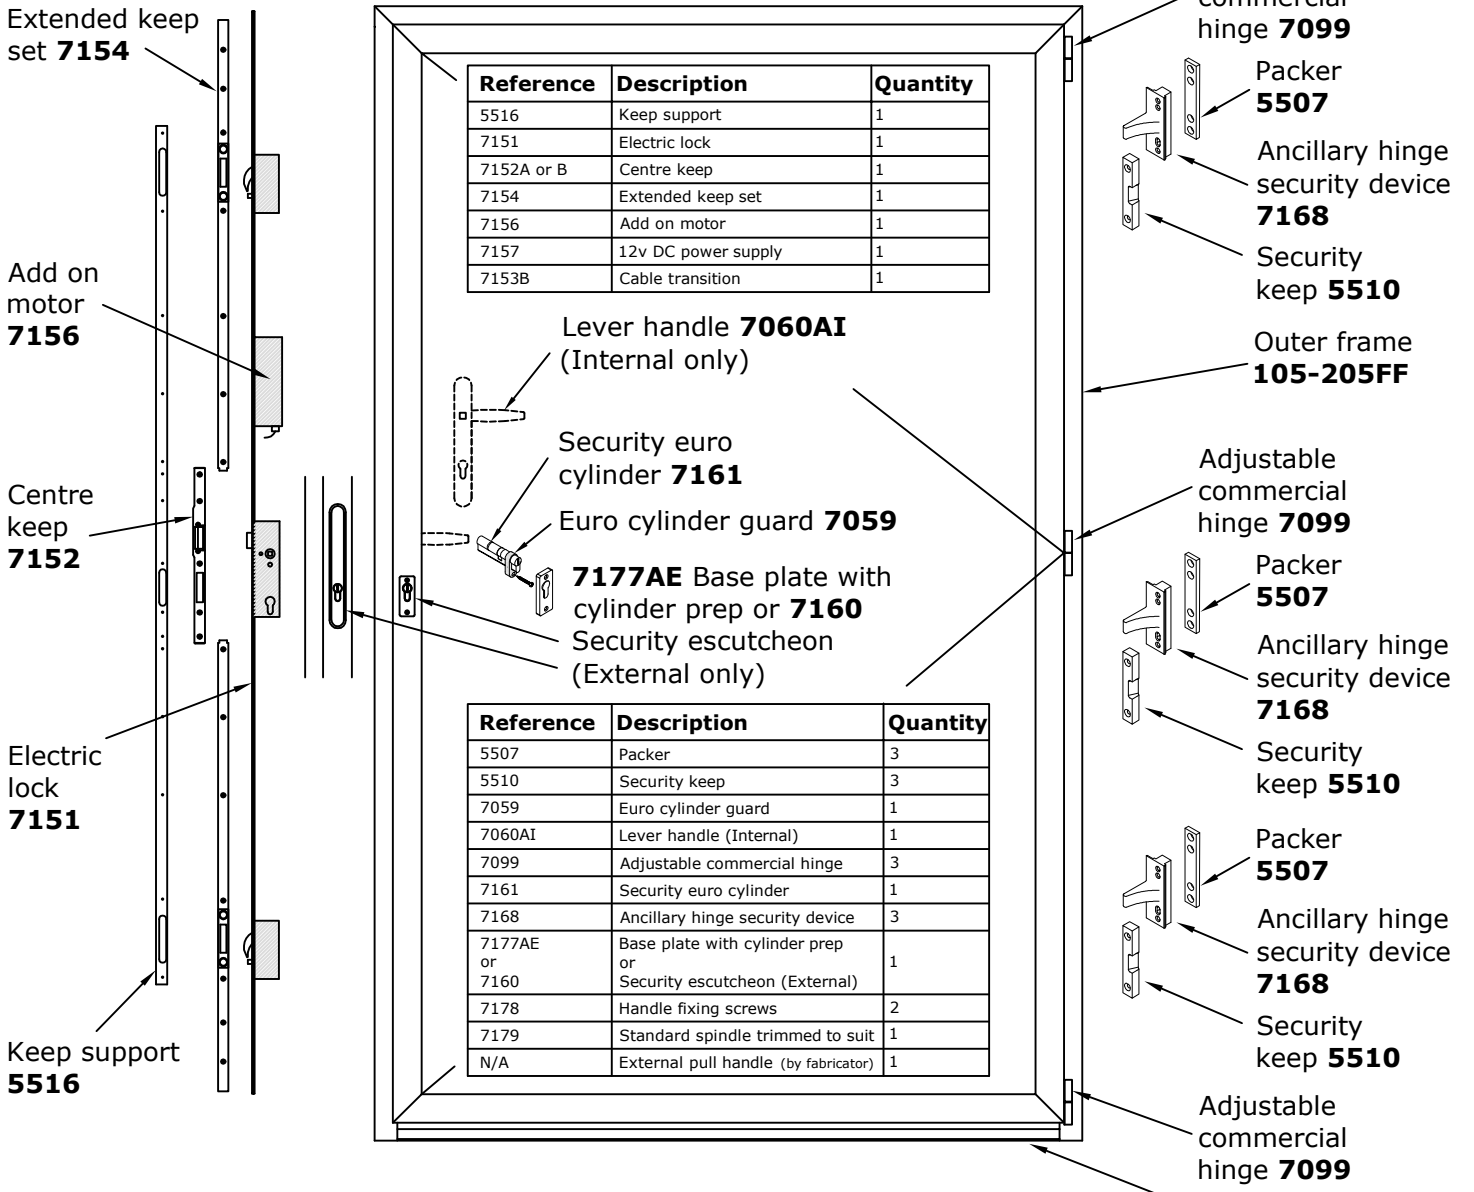 Extended keep
set 7154
Add on
motor
7156
Centre
keep
7152
Electric
lock
7151
Keep support
5516
Reference Description Quantity
5516 Keep support 1
7151 Electric lock 1
7152A or B Centre keep 1
7154 Extended keep set 1
7156 Add on motor 1
7157 12v DC power supply 1
7153B Cable transition 1
Lever handle 7060AI
(Internal only)
Security euro
cylinder 7161
Euro cylinder guard 7059
7177AE Base plate with
cylinder prep or 7160
Security escutcheon
(External only)
Reference Description Quantity
5507 Packer 3
5510 Security keep 3
7059 Euro cylinder guard 1
7060AI Lever handle (Internal) 1
7099 Adjustable commercial hinge 3
7161 Security euro cylinder 1
7168 Ancillary hinge security device 3
7177AE Base plate with cylinder prep
or or 1
7160 Security escutcheon (External)
7178 Handle fixing screws 2
7179 Standard spindle trimmed to suit 1
N/A External pull handle (by fabricator) 1
commercial
hinge 7099
Packer
5507
Ancillary hinge
security device
7168
Security
keep 5510
Outer frame
105-205FF
Adjustable
commercial
hinge 7099
Packer
5507
Ancillary hinge
security device
7168
Security
keep 5510
Packer
5507
Ancillary hinge
security device
7168
Security
keep 5510
Adjustable
commercial
hinge 7099